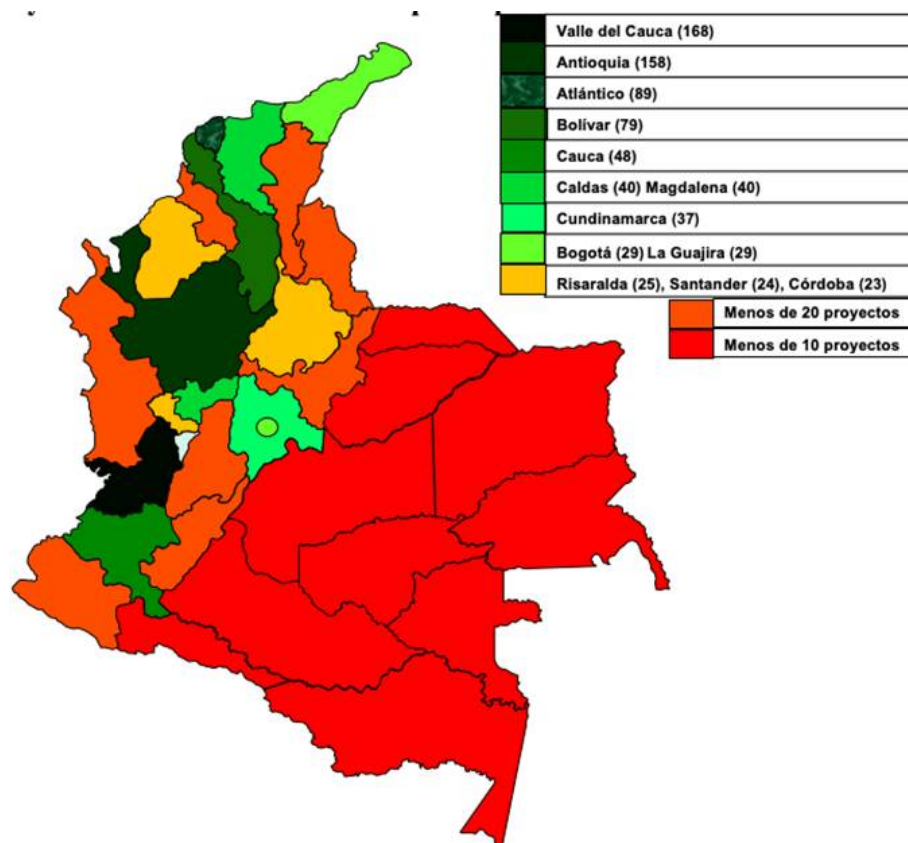 Valle del Cauca (168)
Antioquia (158)
Atlántico (89)
Bolívar (79)
Cauca (48)
Caldas (40) Magdalena (40)
Cundinamarca (37)
Bogotá (29) La Guajira (29)
Risaralda (25), Santander (24), Córdoba (23)
Menos de 20 proyectos
Menos de 10 proyectos